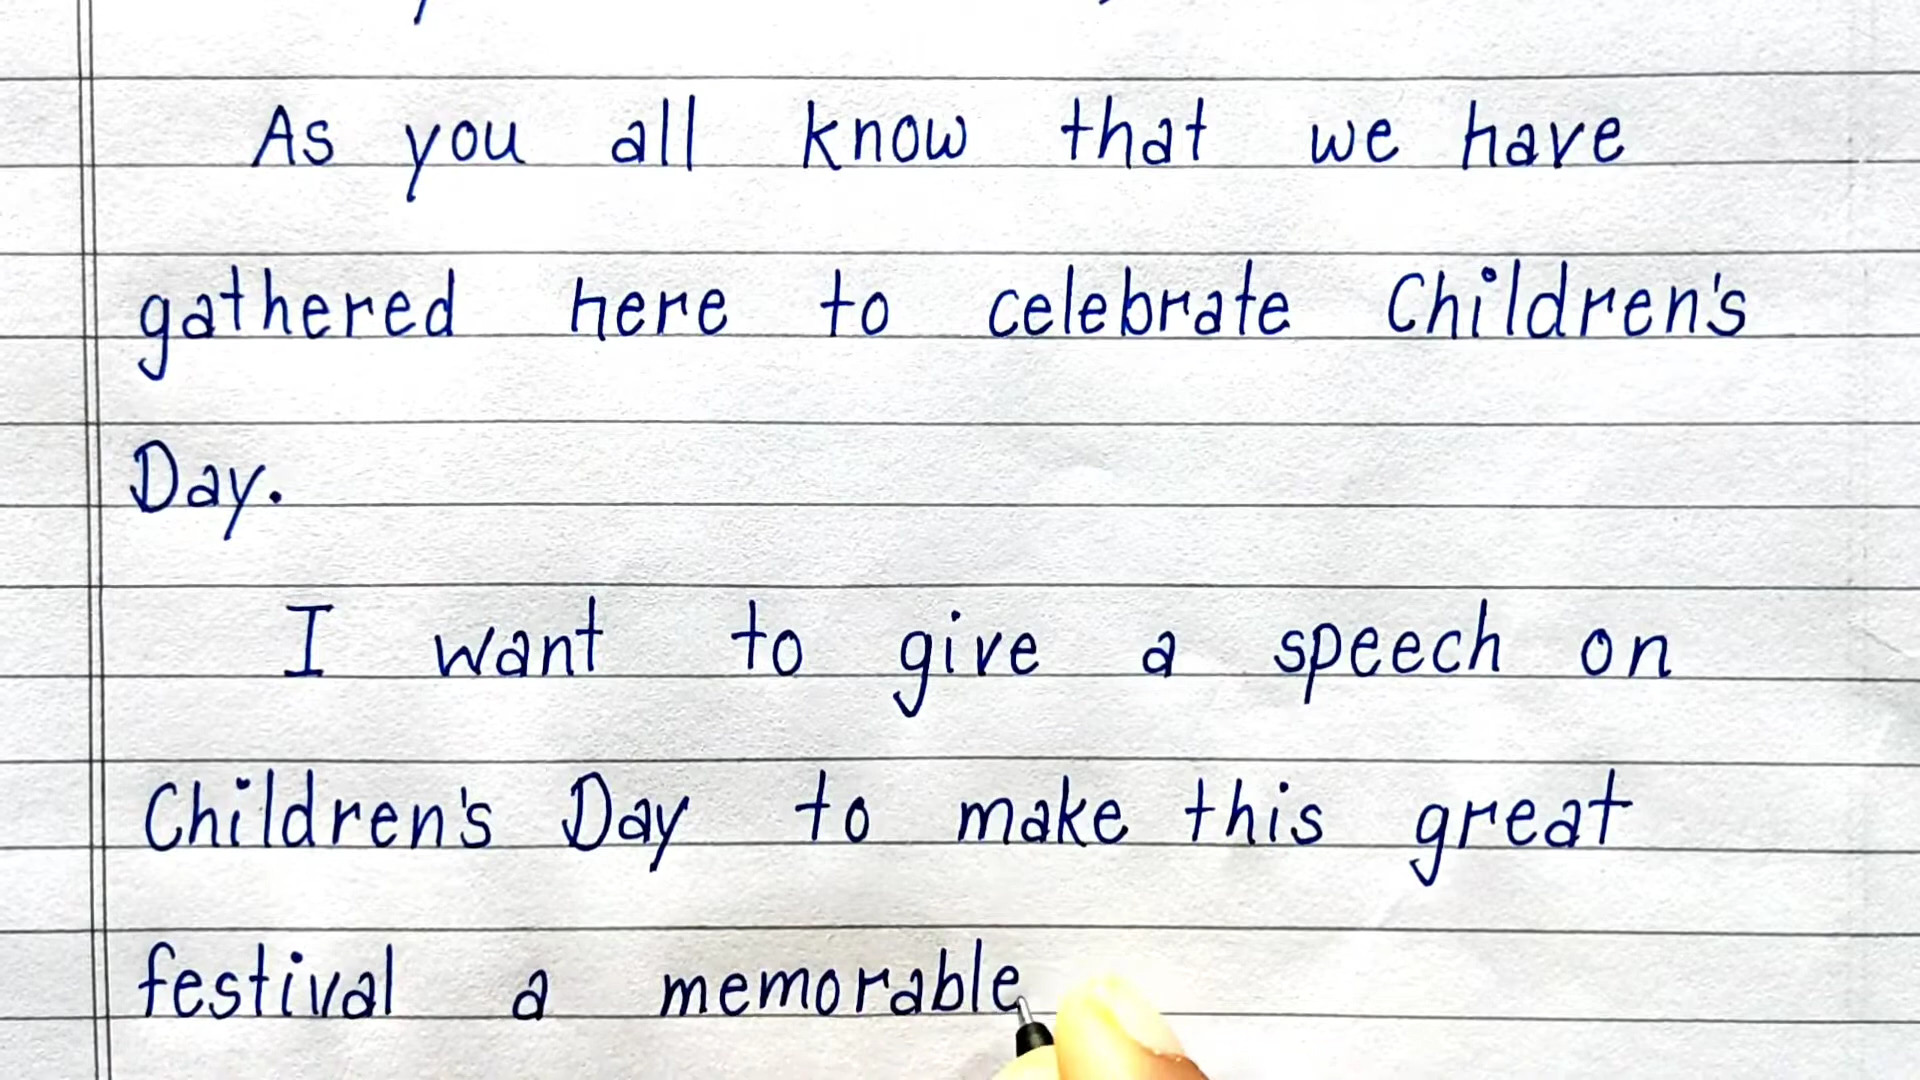 As you all know that we have
gathered here to celebrate Children's
Day.
I want to give a speech on
Children's Day to make this great
festival a memorable